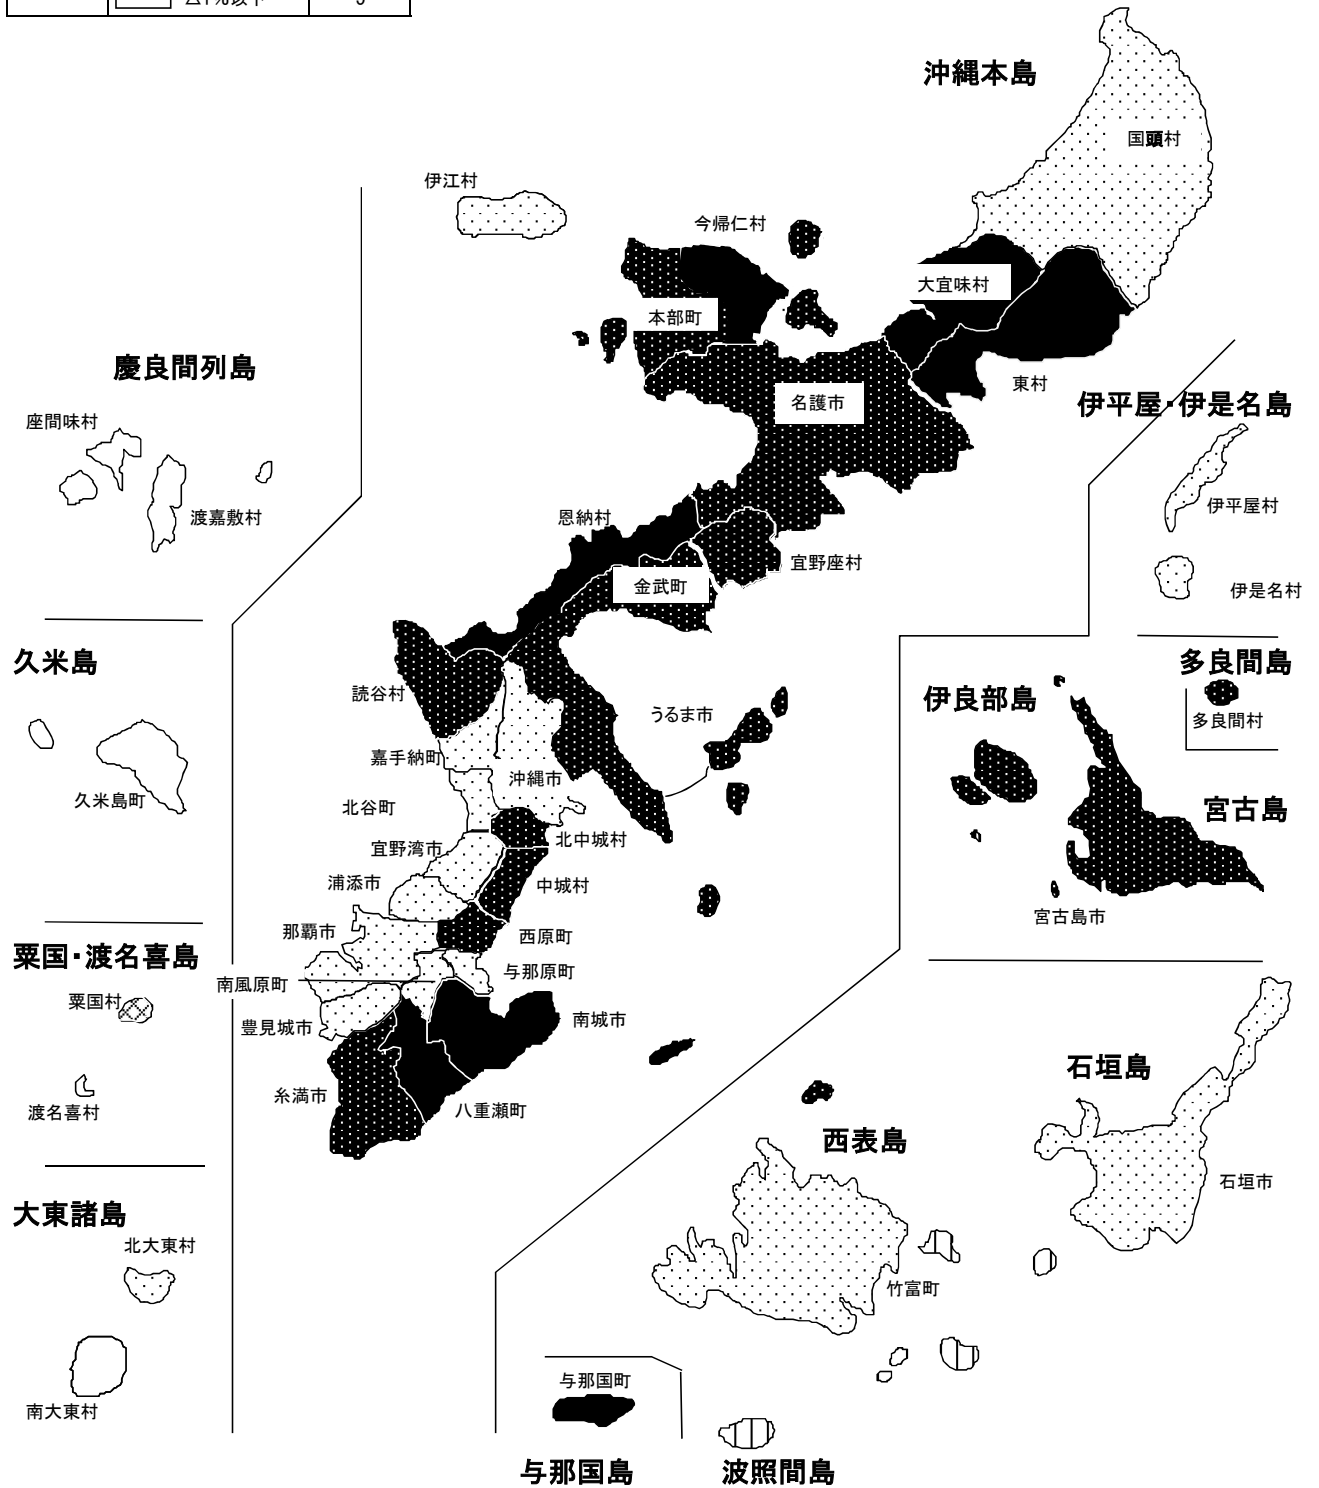 沖縄本島
国頭村
伊江村
今帰仁村
大宜味村
本部町
慶良間列島
東村
名護市
伊平屋・伊是名島
座間味村
伊平屋村
渡嘉敷村
恩納村
宜野座村
金武町
伊是名村
久米島
多良間島
伊良部島
読谷村
うるま市
多良間村
嘉手納町
沖縄市
久米島町
北谷町
宮古島
北中城村
宜野湾市
浦添市
中城村
宮古島市
那覇市
西原町
粟国・渡名喜島
与那原町
南風原町
粟国村
豊見城市
南城市
石垣島
糸満市
渡名喜村
八重瀬町
西表島
石垣市
大東諸島
北大東村
竹富町
与那国町
南大東村
与那国島
波照間島